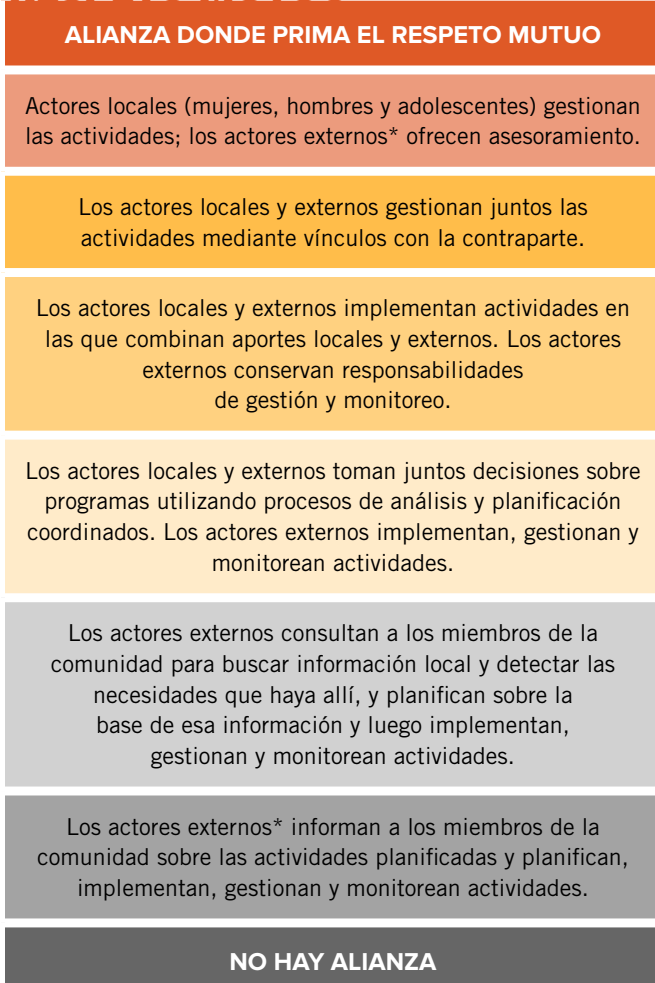 ALIANZA DONDE PRIMA EL RESPETO MUTUO
Actores locales (mujeres, hombres y adolescentes) gestionan
las actividades; los actores externos* ofrecen asesoramiento.
Los actores locales y externos gestionan juntos las
actividades mediante vínculos con la contraparte.
Los actores locales y externos implementan actividades en
las que combinan aportes locales y externos. Los actores
externos conservan responsabilidades
de gestión y monitoreo.
Los actores locales y externos toman juntos decisiones sobre
programas utilizando procesos de análisis y planificación
coordinados. Los actores externos implementan, gestionan y
monitorean actividades.
Los actores externos consultan a los miembros de la
comunidad para buscar información local y detectar las
necesidades que haya allí, y planifican sobre la
base de esa información y luego implementan,
gestionan y monitorean actividades.
Los actores externos* informan a los miembros de la
comunidad sobre las actividades planificadas y planifican,
implementan, gestionan y monitorean actividades.
NO HAY ALIANZA